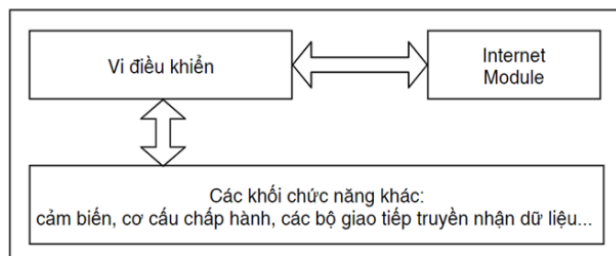 Vi điều khiển
Internet
Module
Các khối chức năng khác:
cảm biến, cơ cấu chấp hành, các bộ giao tiếp truyền nhận dữ liệu...